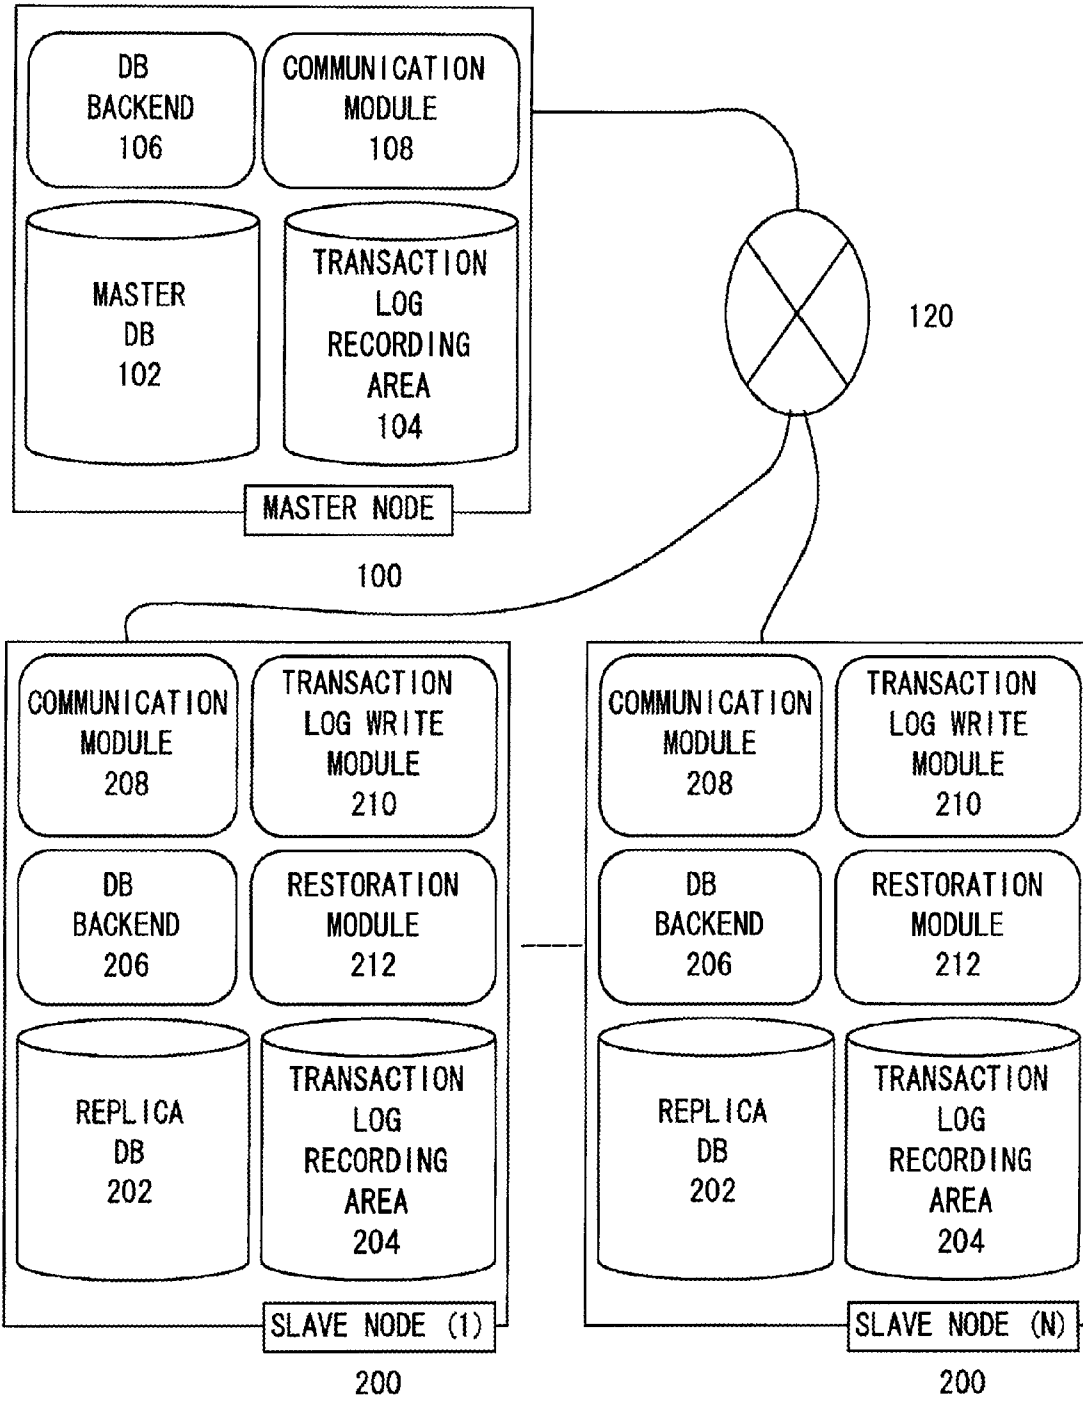 DB
BACKEND
106
COMMUNICATION
MODULE
108
MASTER
DB
102
TRANSACTION
LOG
RECORDING
AREA
104
120
MASTER NODE
100
COMMUNICATION
MODULE
208
TRANSACTION
LOG WRITE
MODULE
210
DB
BACKEND
206
RESTORATION
MODULE
212
REPLICA
DB
202
TRANSACTION
LOG
RECORDING
AREA
204
SLAVE NODE (1)
200
COMMUNICATION
MODULE
208
TRANSACTION
LOG WRITE
MODULE
210
DB
BACKEND
206
RESTORATION
MODULE
212
REPLICA
DB
202
TRANSACTION
LOG
RECORDING
AREA
204
SLAVE NODE (N)
200